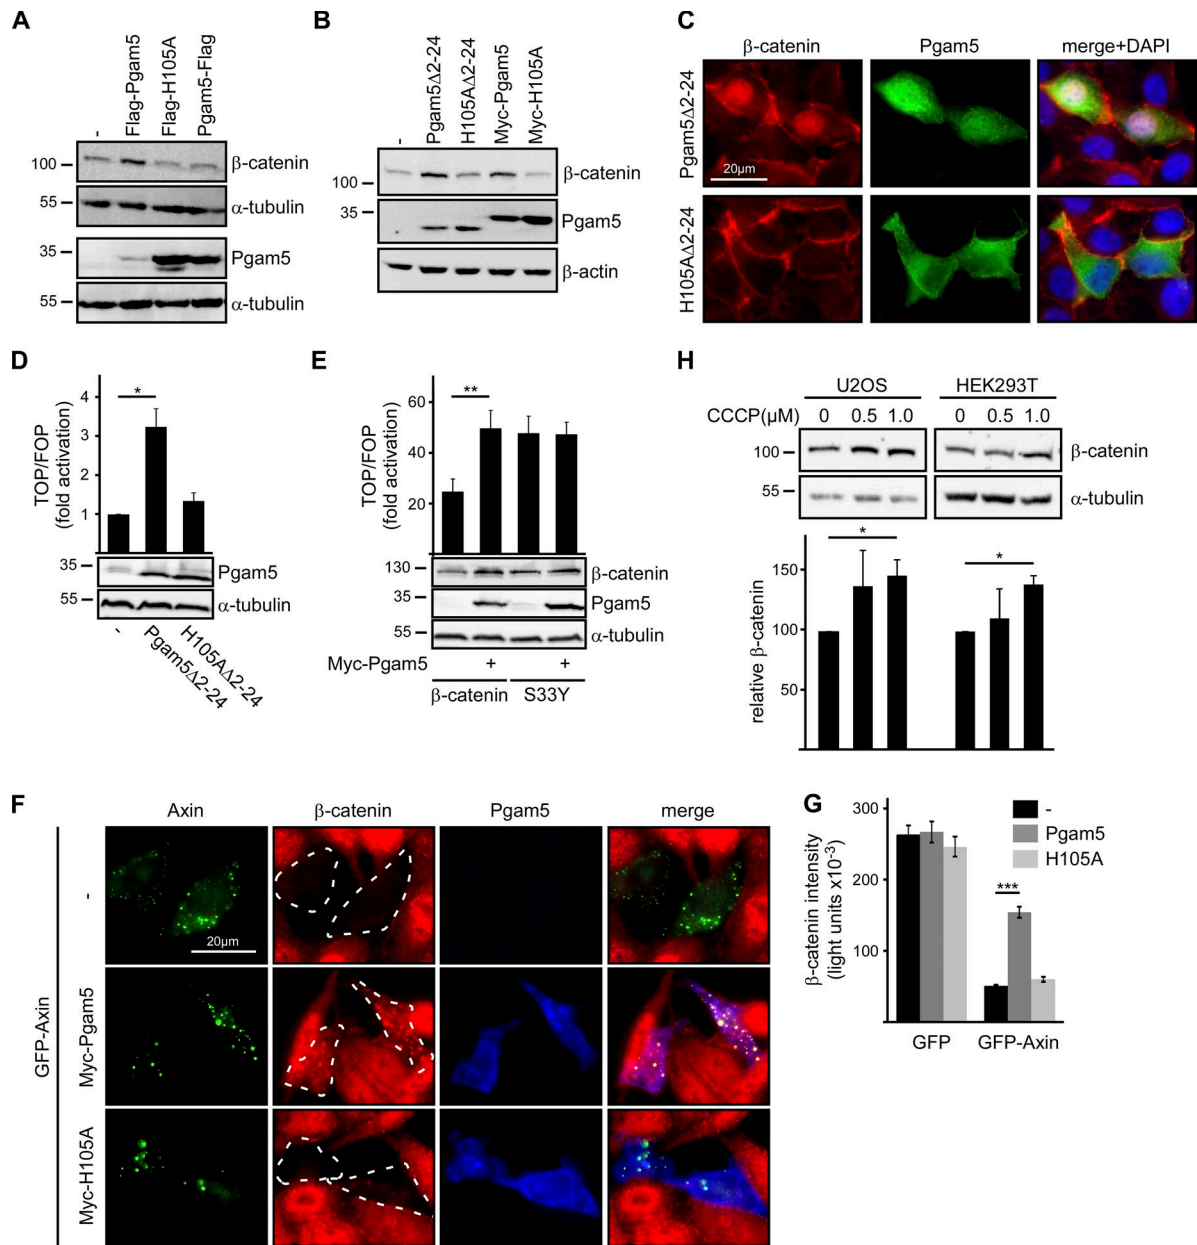 A
-
Flag-Pgam5
Flag-H105A
Pgam5-Flag
100
β-catenin
55
α-tubulin
35
Pgam5
55
α-tubulin
B
-
Pgam5Δ2-24
H105AΔ2-24
Myc-Pgam5
Myc-H105A
100
β-catenin
35
Pgam5
β-actin
C
β-catenin
Pgam5
merge+DAPI
Pgam5Δ2-24
20µm
H105AΔ2-24
D
TOP/FOP
(fold activation)
4
3
2
1
*
35
Pgam5
55
α-tubulin
-
Pgam5Δ2-24
H105AΔ2-24
E
TOP/FOP
(fold activation)
60
40
20
**
130
β-catenin
35
Pgam5
55
α-tubulin
Myc-Pgam5 + +
β-catenin S33Y
H
U2OS HEK293T
CCCP(µM) 0 0.5 1.0 0 0.5 1.0
100
β-catenin
55
α-tubulin
relative β-catenin
150
100
50
*
*
F
Axin
β-catenin
Pgam5
merge
GFP-Axin
-
20µm
Myc-Pgam5
Myc-H105A
G
β-catenin intensity
(light units x10⁻³)
300
200
100
-
Pgam5
H105A
***
GFP
GFP-Axin